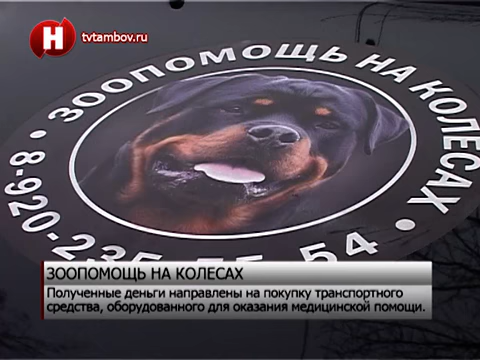 Н tvtambov.ru
• ЗООПОМОЩЬ НА КОЛЕСАХ •
8-920-235- -54
ЗООПОМОЩЬ НА КОЛЕСАХ
Полученные деньги направлены на покупку транспортного
средства, оборудованного для оказания медицинской помощи.